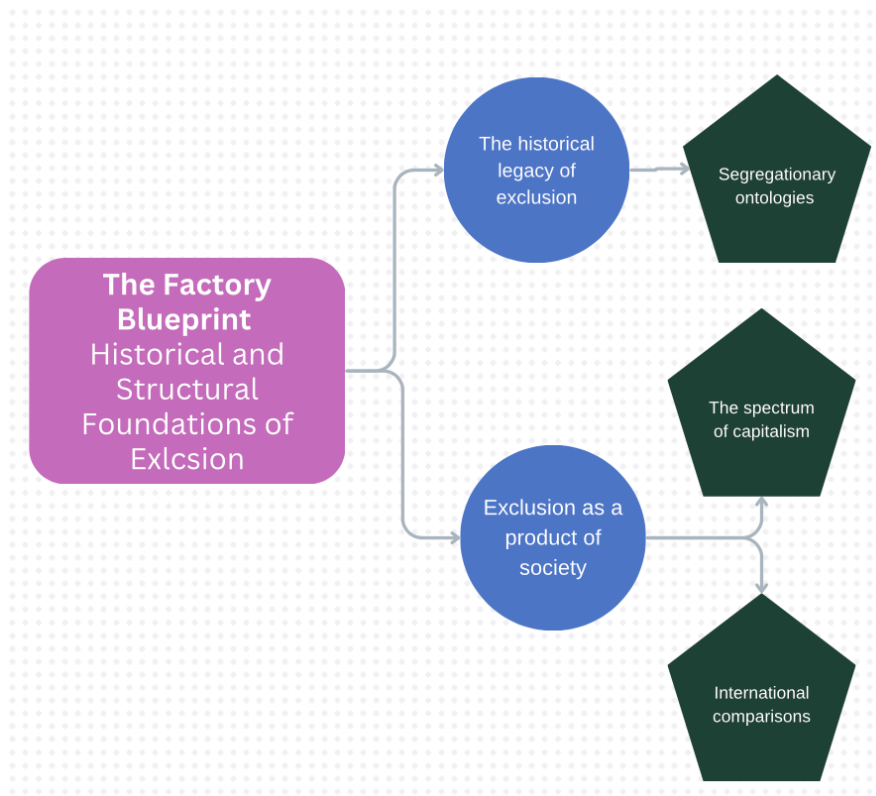 The Factory
Blueprint
Historical and
Structural
Foundations of
Exlcsion
The historical
legacy of
exclusion
Segregationary
ontologies
Exclusion as a
product of
society
The spectrum
of capitalism
International
comparisons